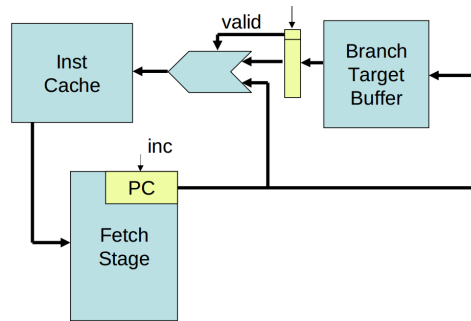 valid
Inst
Cache
Branch
Target
Buffer
inc
PC
Fetch
Stage